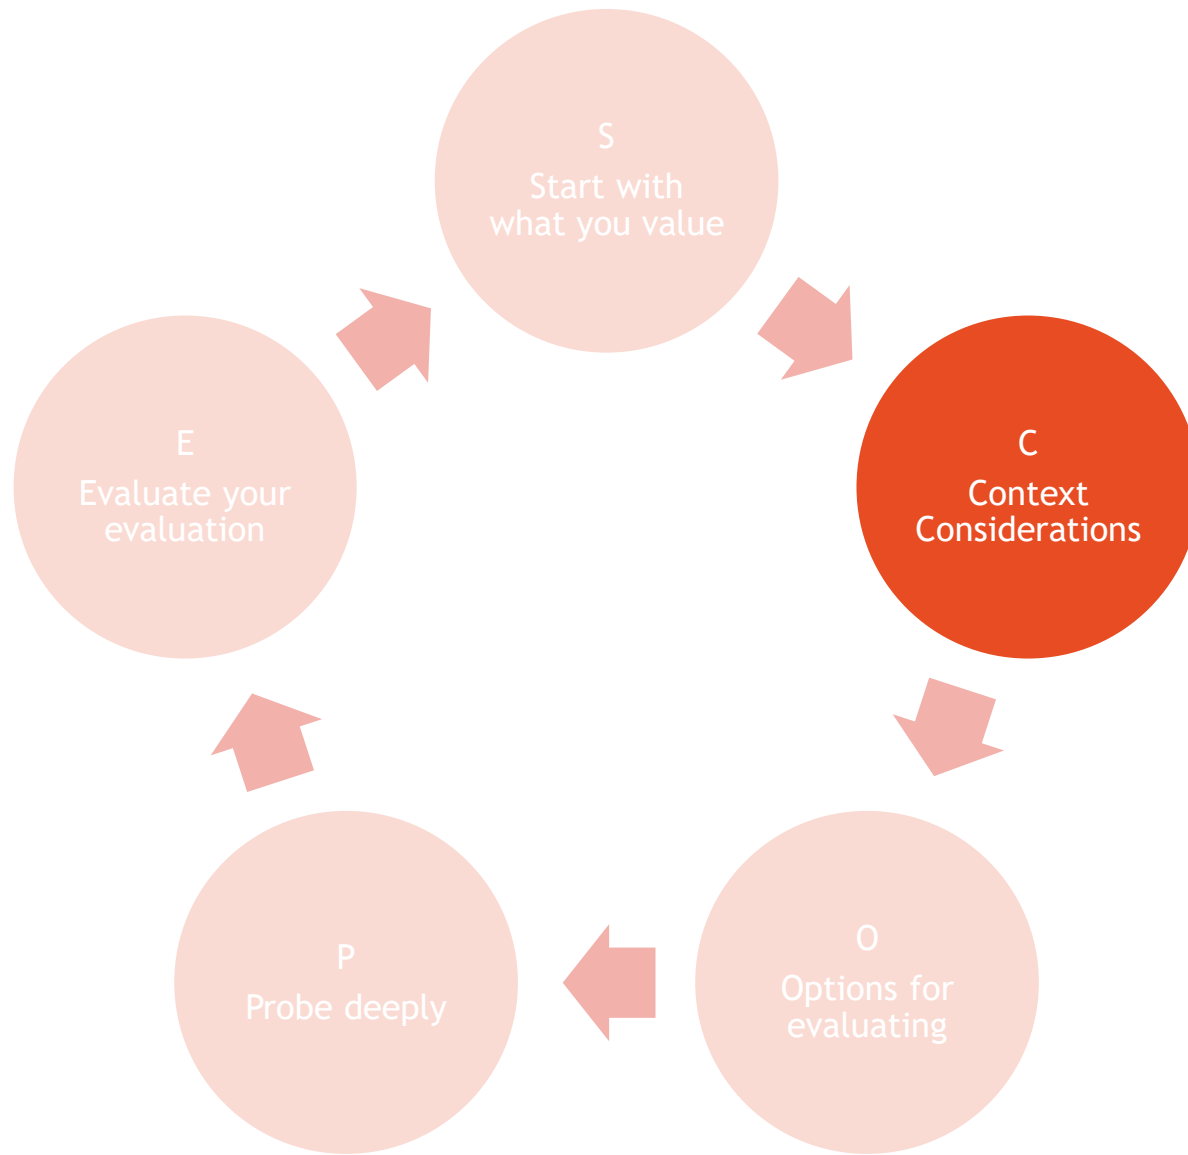 S
Start with
what you value
C
Context
Considerations
O
Options for
evaluating
P
Probe deeply
E
Evaluate your
evaluation